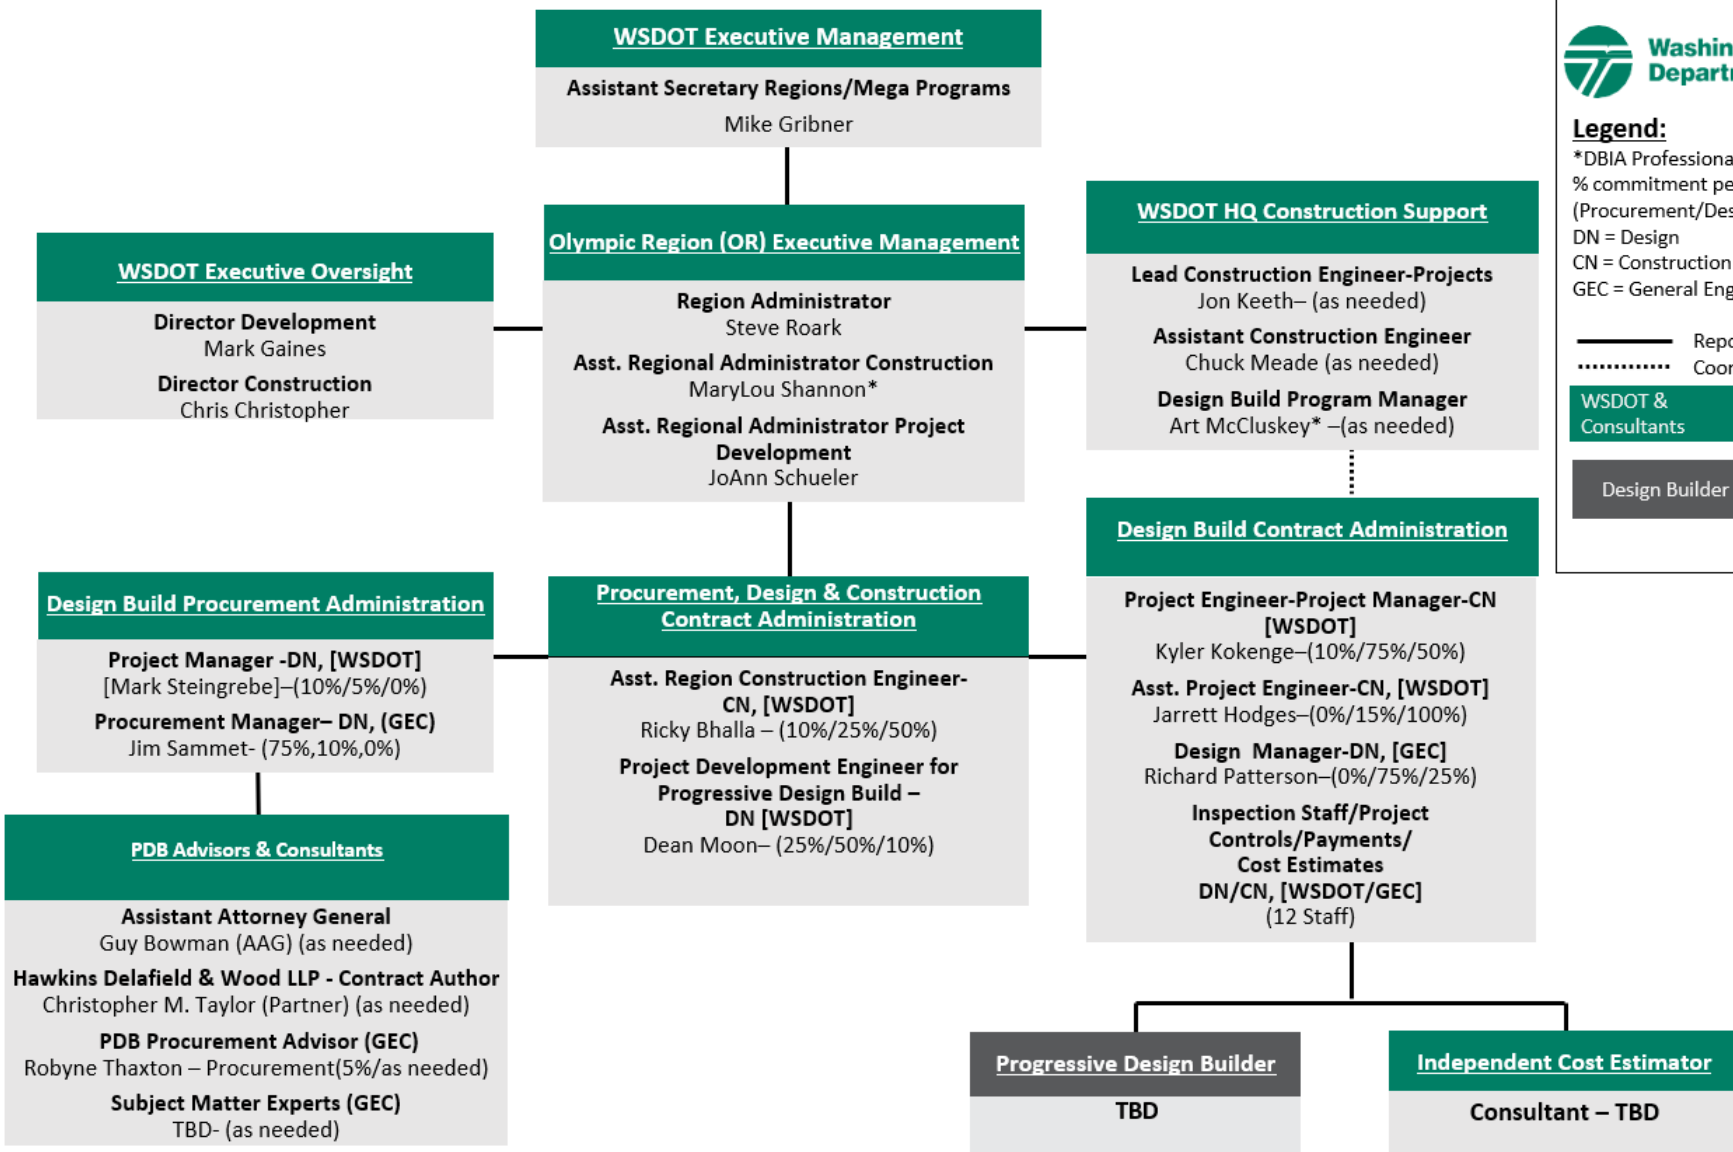 WSDOT Executive Management
Assistant Secretary Regions/Mega Programs
Mike Gribner
WSDOT Executive Oversight
Director Development
Mark Gaines
Director Construction
Chris Christopher
Olympic Region (OR) Executive Management
Region Administrator
Steve Roark
Asst. Regional Administrator Construction
MaryLou Shannon*
Asst. Regional Administrator Project
Development
JoAnn Schueler
WSDOT HQ Construction Support
Lead Construction Engineer-Projects
Jon Keeth– (as needed)
Assistant Construction Engineer
Chuck Meade (as needed)
Design Build Program Manager
Art McCluskey* –(as needed)
Legend:
*DBIA
% commitment
DN = Design
CN = Construction
GEC = General
WSDOT &
Consultants
Design Builder
Design Build Procurement Administration
Project Manager -DN, [WSDOT]
[Mark Steingrebe]–(10%/5%/0%)
Procurement Manager– DN, (GEC)
Jim Sammet- (75%,10%,0%)
Procurement, Design & Construction
Contract Administration
Asst. Region Construction Engineer-
CN, [WSDOT]
Ricky Bhalla – (10%/25%/50%)
Project Development Engineer for
Progressive Design Build –
DN [WSDOT]
Dean Moon– (25%/50%/10%)
Design Build Contract Administration
Project Engineer-Project Manager-CN
[WSDOT]
Kyler Kokenge–(10%/75%/50%)
Asst. Project Engineer-CN, [WSDOT]
Jarrett Hodges–(0%/15%/100%)
Design  Manager-DN, [GEC]
Richard Patterson–(0%/75%/25%)
Inspection Staff/Project
Controls/Payments/
Cost Estimates
DN/CN, [WSDOT/GEC]
(12 Staff)
PDB Advisors & Consultants
Assistant Attorney General
Guy Bowman (AAG) (as needed)
Hawkins Delafield & Wood LLP - Contract Author
Christopher M. Taylor (Partner) (as needed)
PDB Procurement Advisor (GEC)
Robyne Thaxton – Procurement(5%/as needed)
Subject Matter Experts (GEC)
TBD- (as needed)
Progressive Design Builder
TBD
Independent Cost Estimator
Consultant – TBD